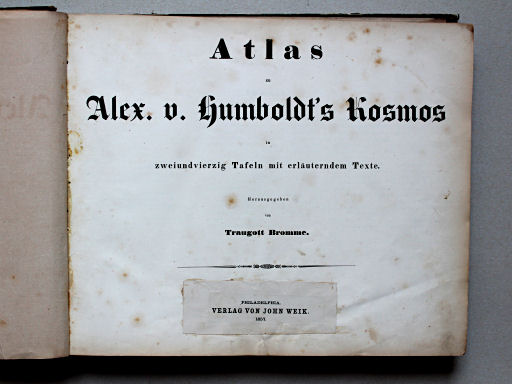 Atlas
zu
Alex. v. Humboldt's Kosmos
in
zweiundvierzig Tafeln mit erläuterndem Texte.
Herausgegeben
von
Traugott Bromme.
PHILADELPHIA.
VERLAG VON JOHN WEIK.
1857.